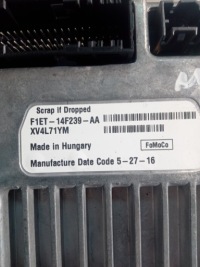 Scrap if Dropped
F1ET-14F239-AA
XV4L71YM
Made in Hungary
FoMoCo
Manufacture Date Code 5-27-16